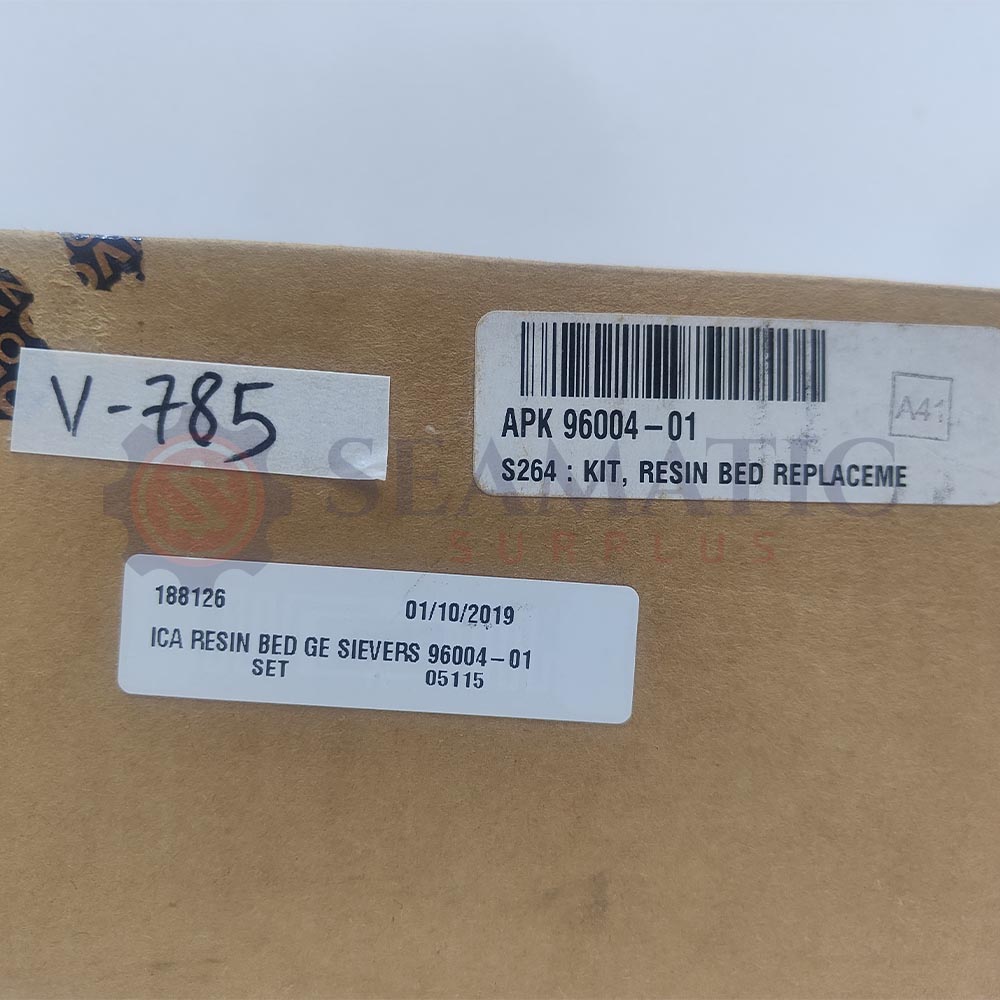 V-785
APK 96004-01
A41
S264 : KIT, RESIN BED REPLACEME
SEAMATIC
SURPLUS
188126 01/10/2019
ICA RESIN BED GE SIEVERS 96004-01
SET 05115